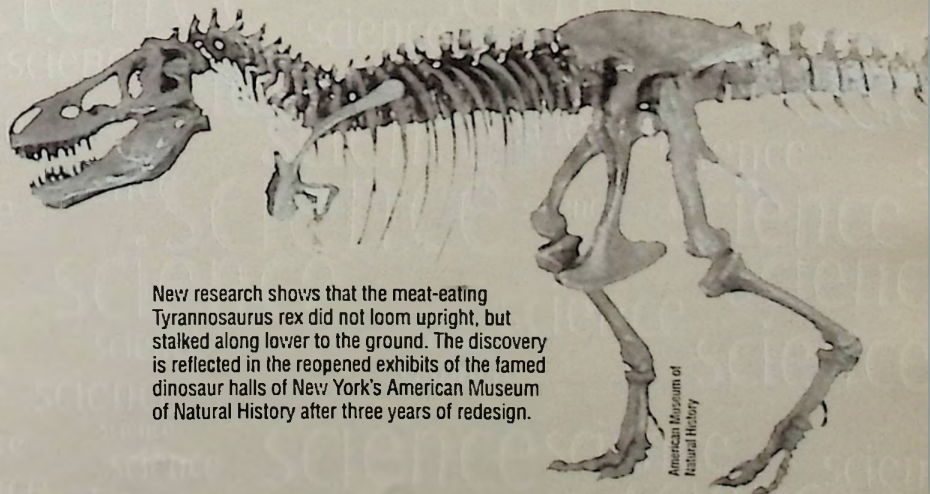 New research shows that the meat-eating
Tyrannosaurus rex did not loom upright, but
stalked along lower to the ground. The discovery
is reflected in the reopened exhibits of the famed
dinosaur halls of New York's American Museum
of Natural History after three years of redesign.
American Museum of
Natural History